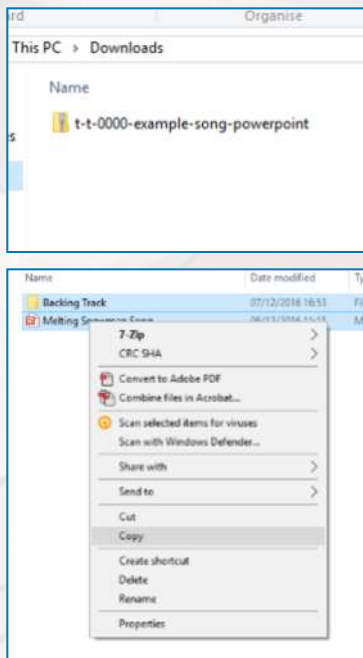 Organise
This PC > Downloads
Name
t-t-0000-example-song-powerpoint
Name Date modified
Backing Track 07/12/2016 16:53
Melting Snowman Song
7-Zip >
CRC SHA >
Convert to Adobe PDF
Combine files in Acrobat...
Scan selected items for viruses
Scan with Windows Defender...
Share with >
Send to >
Cut
Copy
Create shortcut
Delete
Rename
Properties